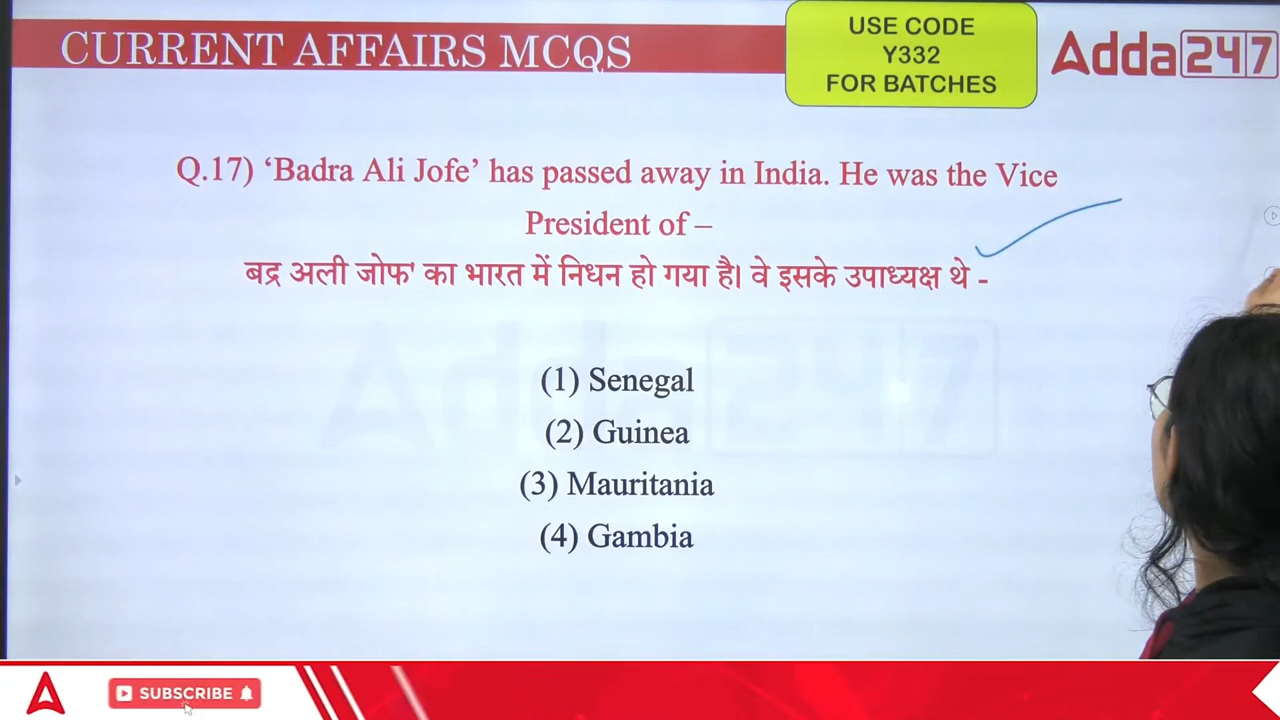 CURRENT AFFAIRS MCQS
USE CODE
Y332
FOR BATCHES
Adda247
Q.17) ‘Badra Ali Jofe’ has passed away in India. He was the Vice
President of –
बद्र अली जोफ' का भारत में निधन हो गया है। वे इसके उपाध्यक्ष थे -
Adda247
(1) Senegal
(2) Guinea
(3) Mauritania
(4) Gambia
SUBSCRIBE